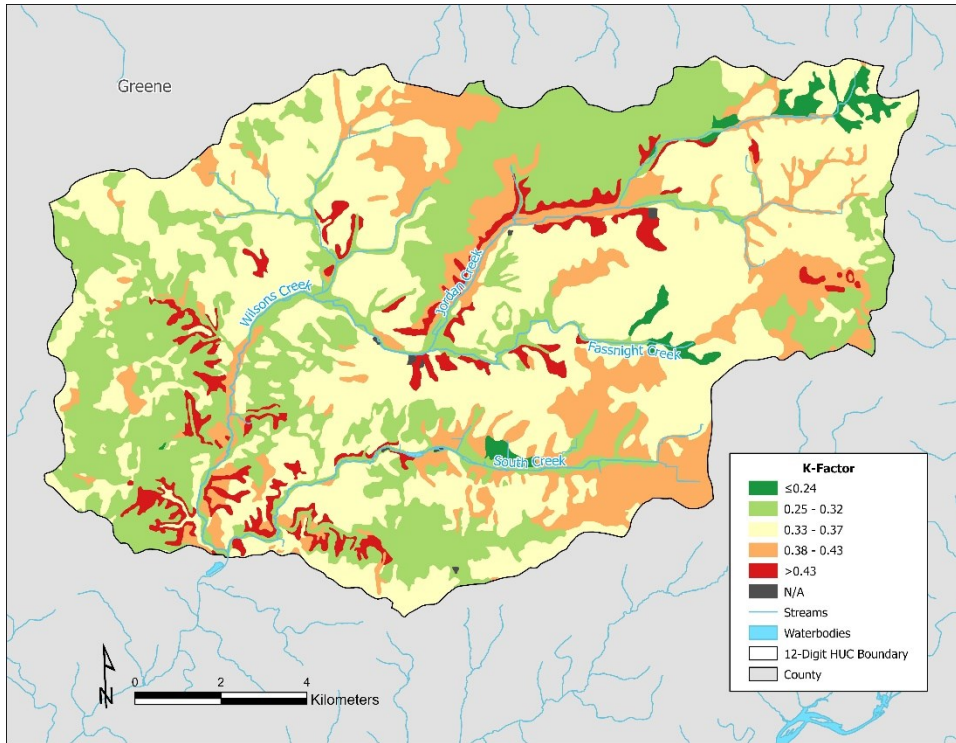 Greene
Wilsons Creek
Jordan Creek
Fassnight Creek
South Creek
K-Factor
≤0.24
0.25 - 0.32
0.33 - 0.37
0.38 - 0.43
>0.43
N/A
Streams
Waterbodies
12-Digit HUC Boundary
County
N
0 2 4
Kilometers